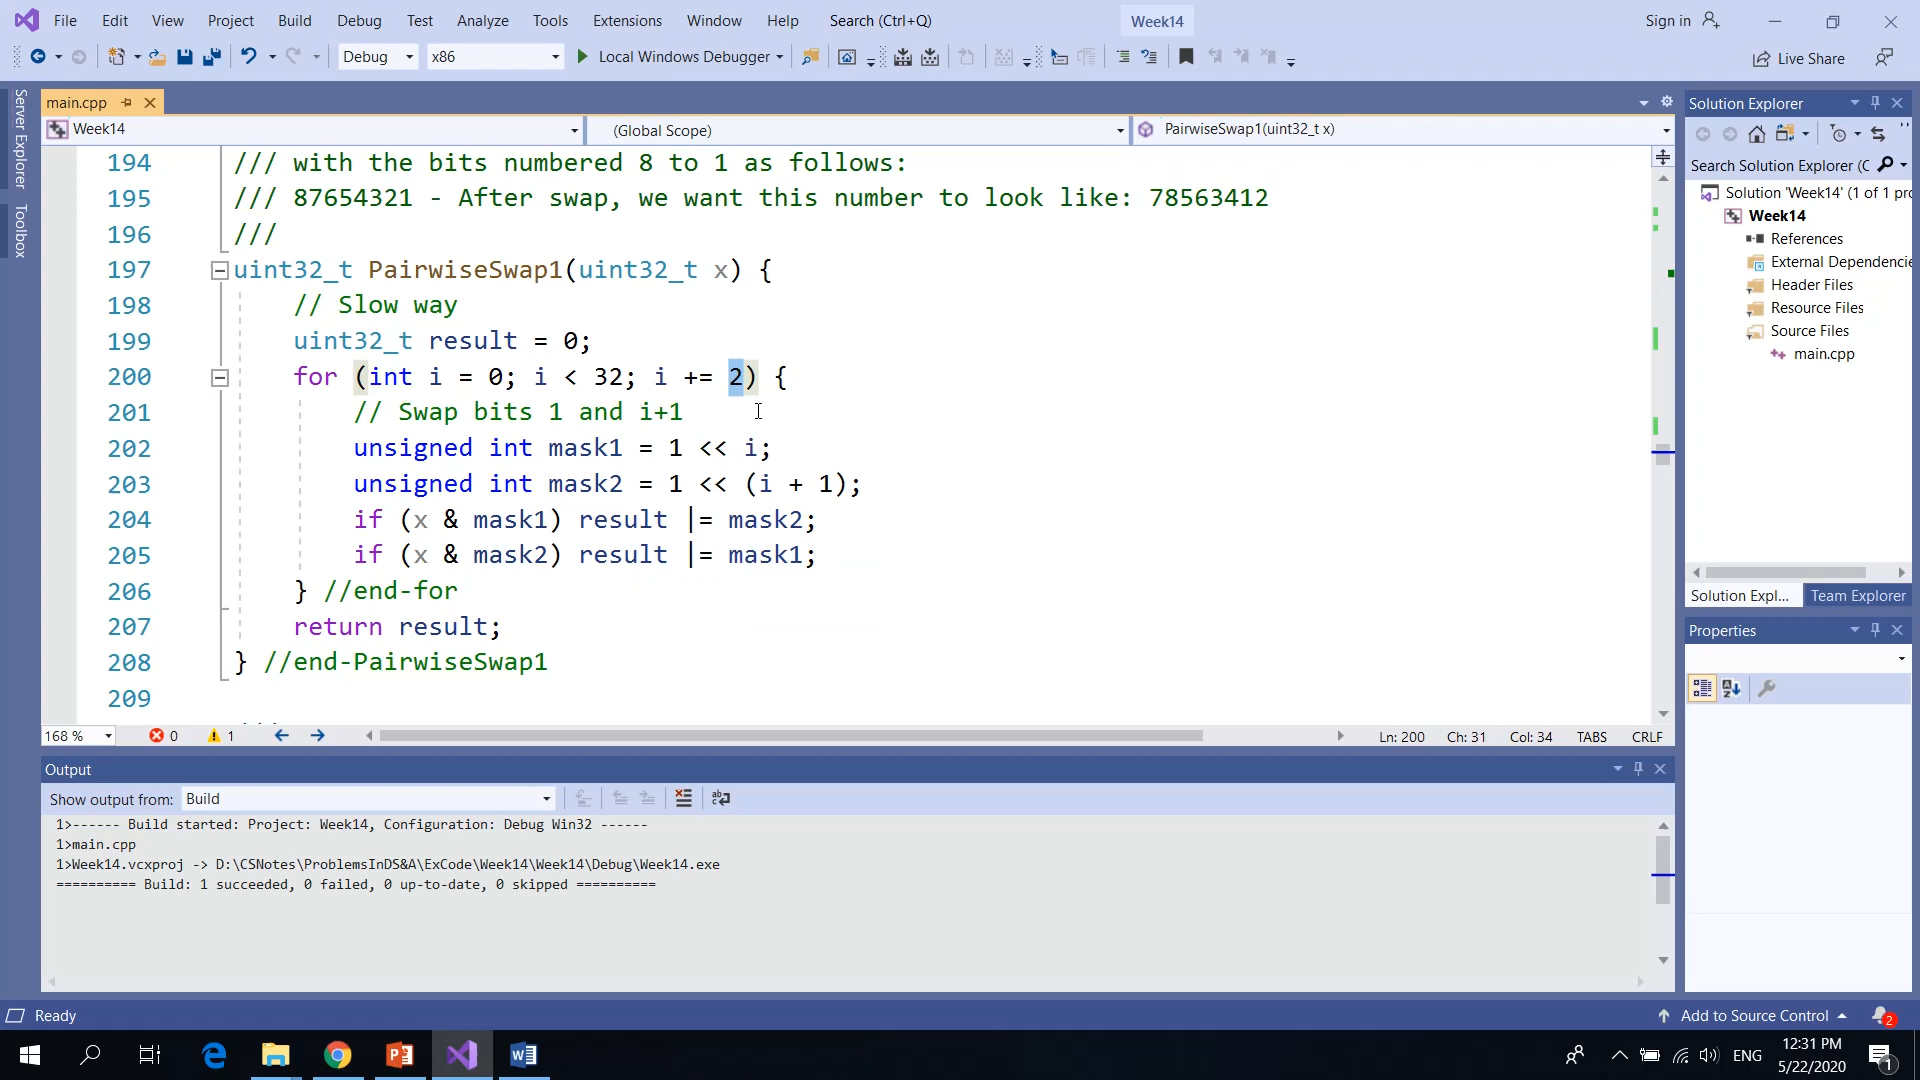 File Edit View Project Build Debug Test Analyze Tools Extensions Window Help Search (Ctrl+Q) Week14 Sign in
Debug x86 Local Windows Debugger Live Share
Server Explorer
Toolbox
main.cpp
Week14 (Global Scope) PairwiseSwap1(uint32_t x)
194 /// with the bits numbered 8 to 1 as follows:
195 /// 87654321 - After swap, we want this number to look like: 78563412
196 ///
197 uint32_t PairwiseSwap1(uint32_t x) {
198 // Slow way
199 uint32_t result = 0;
200 for (int i = 0; i < 32; i += 2) {
201 // Swap bits 1 and i+1
202 unsigned int mask1 = 1 << i;
203 unsigned int mask2 = 1 << (i + 1);
204 if (x & mask1) result |= mask2;
205 if (x & mask2) result |= mask1;
206 } //end-for
207 return result;
208 } //end-PairwiseSwap1
209
168 % 0 1 Ln: 200 Ch: 31 Col: 34 TABS CRLF
Output
Show output from: Build
1>------ Build started: Project: Week14, Configuration: Debug Win32 ------
1>main.cpp
1>Week14.vcxproj -> D:\CSNotes\ProblemsInDS&A\ExCode\Week14\Week14\Debug\Week14.exe
========== Build: 1 succeeded, 0 failed, 0 up-to-date, 0 skipped ==========
Solution Explorer
Search Solution Explorer (C
Solution 'Week14' (1 of 1 pro
Week14
References
External Dependencie
Header Files
Resource Files
Source Files
main.cpp
Solution Expl... Team Explorer
Properties
Ready Add to Source Control 2
ENG 12:31 PM
5/22/2020 1